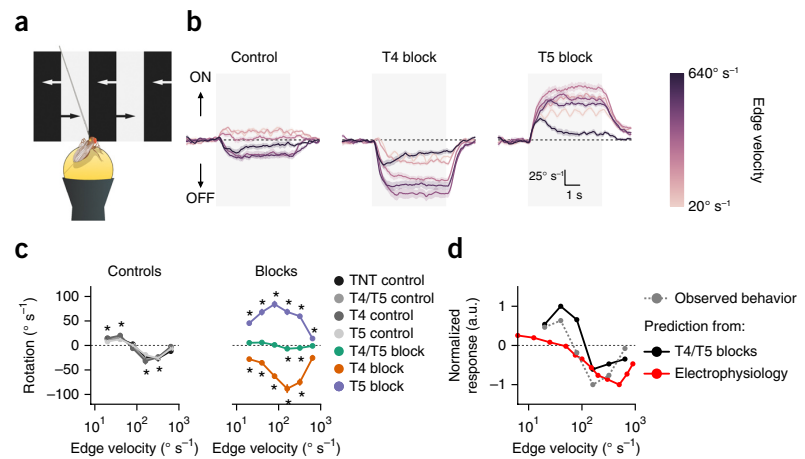 a
b
Control
T4 block
T5 block
ON
OFF
25° s⁻¹
1 s
640° s⁻¹
20° s⁻¹
Edge velocity
c
Controls
Blocks
Rotation (° s⁻¹)
100
50
0
–50
–100
* * * *
* * * * * *
* * * * *
10¹ 10² 10³
10¹ 10² 10³
Edge velocity (° s⁻¹)
Edge velocity (° s⁻¹)
TNT control
T4/T5 control
T4 control
T5 control
T4/T5 block
T4 block
T5 block
d
Normalized
response (a.u.)
1
0
–1
10¹ 10² 10³
Edge velocity (° s⁻¹)
Observed behavior
Prediction from:
T4/T5 blocks
Electrophysiology